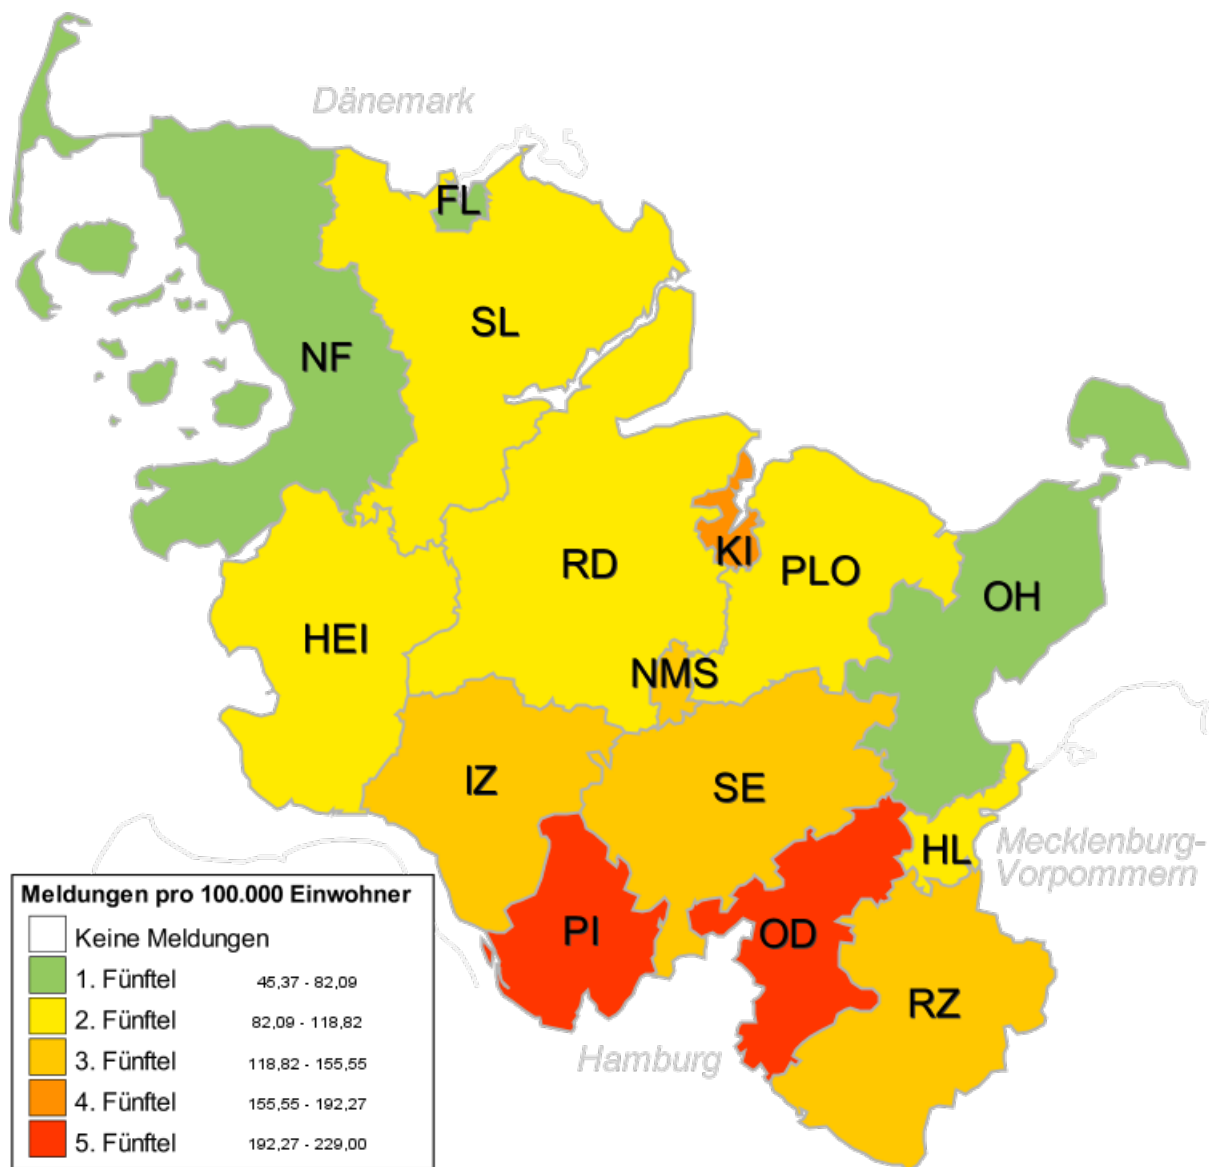 Dänemark
FL
SL
NF
KI
RD
PLO
OH
HEI
NMS
IZ
SE
HL
Mecklenburg-
Vorpommern
PI
OD
RZ
Hamburg
Meldungen pro 100.000 Einwohner
Keine Meldungen
1. Fünftel 45,37 - 82,09
2. Fünftel 82,09 - 118,82
3. Fünftel 118,82 - 155,55
4. Fünftel 155,55 - 192,27
5. Fünftel 192,27 - 229,00